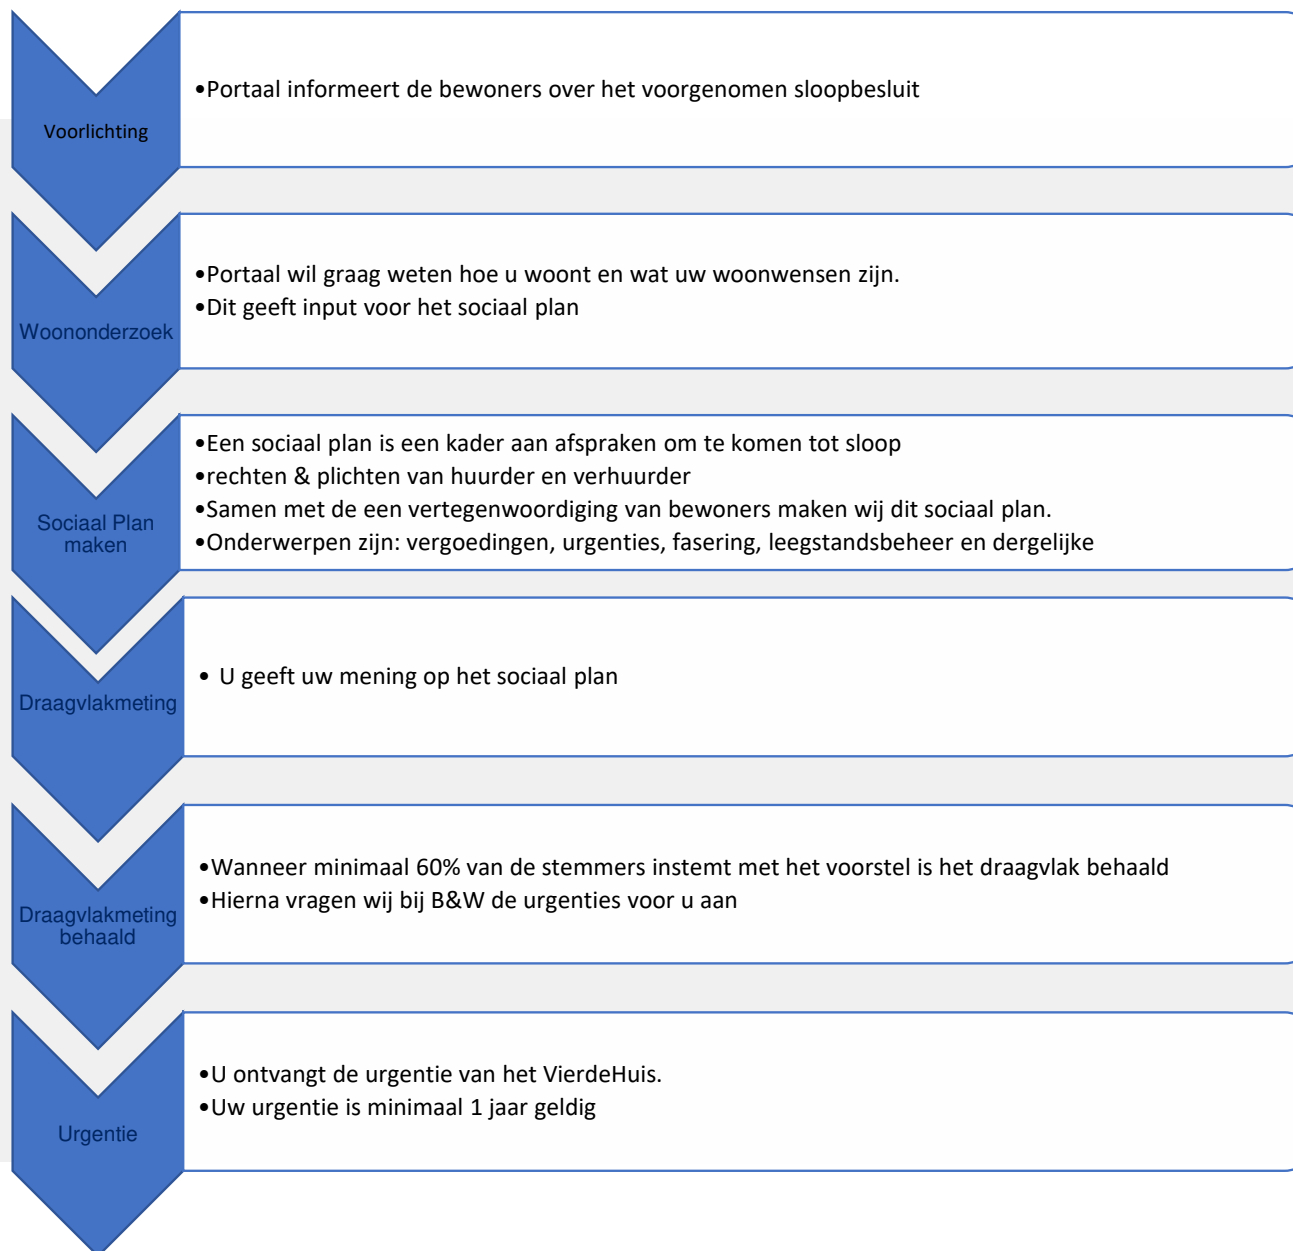 Voorlichting
•Portaal informeert de bewoners over het voorgenomen sloopbesluit
Woononderzoek
•Portaal wil graag weten hoe u woont en wat uw woonwensen zijn.
•Dit geeft input voor het sociaal plan
Sociaal Plan
maken
•Een sociaal plan is een kader aan afspraken om te komen tot sloop
•rechten & plichten van huurder en verhuurder
•Samen met de een vertegenwoordiging van bewoners maken wij dit sociaal plan.
•Onderwerpen zijn: vergoedingen, urgenties, fasering, leegstandsbeheer en dergelijke
Draagvlakmeting
• U geeft uw mening op het sociaal plan
Draagvlakmeting
behaald
•Wanneer minimaal 60% van de stemmers instemt met het voorstel is het draagvlak behaald
•Hierna vragen wij bij B&W de urgenties voor u aan
Urgentie
•U ontvangt de urgentie van het VierdeHuis.
•Uw urgentie is minimaal 1 jaar geldig